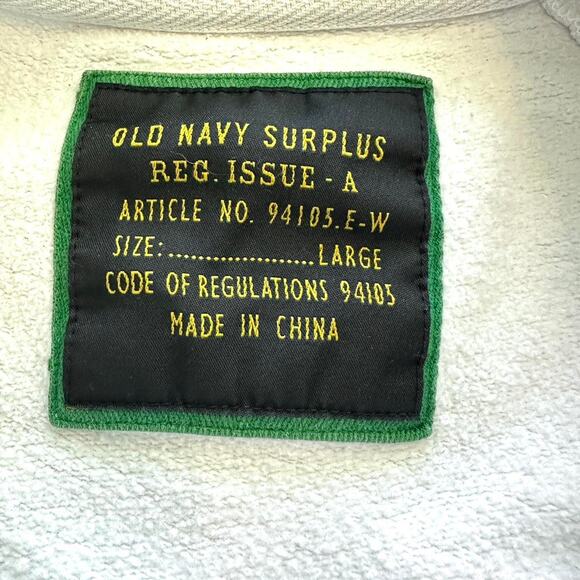 OLD NAVY SURPLUS
REG. ISSUE - A
ARTICLE NO. 94105.E-W
SIZE:....................LARGE
CODE OF REGULATIONS 94105
MADE IN CHINA